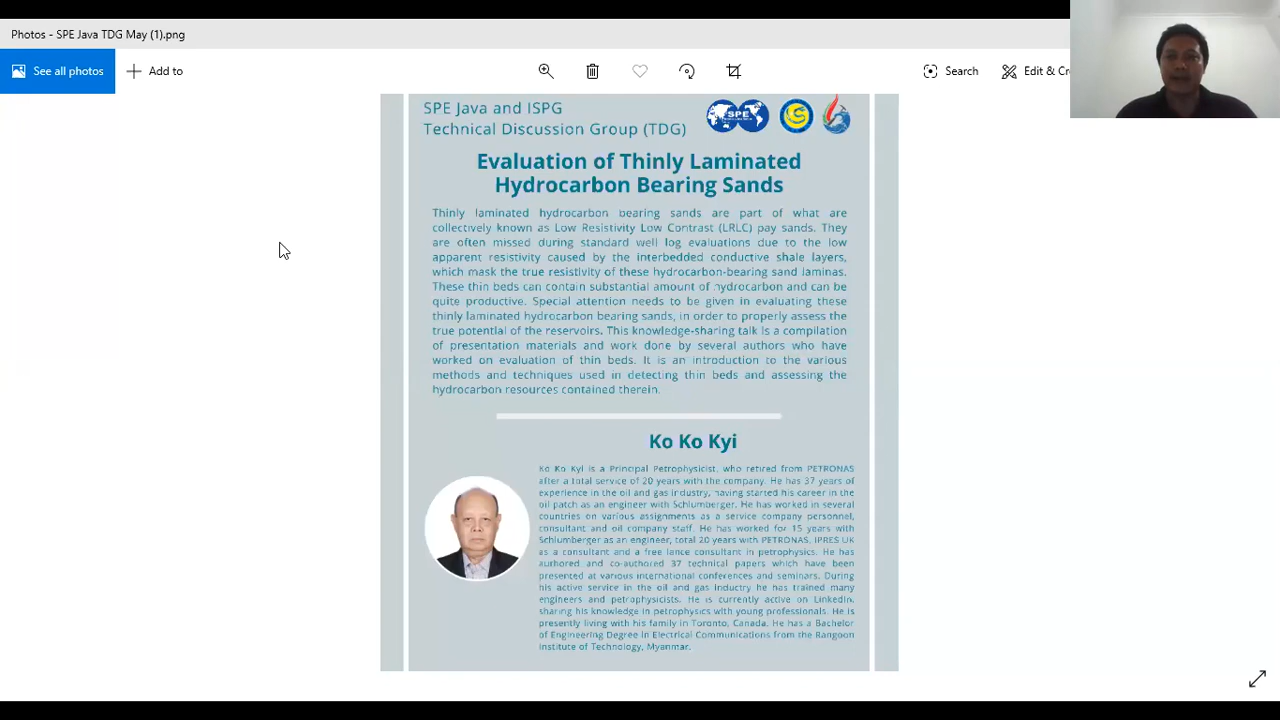 Photos - SPE Java TDG May (1).png
See all photos
Add to
Search
Edit & Cr
SPE Java and ISPG
Technical Discussion Group (TDG)
SPE
Evaluation of Thinly Laminated
Hydrocarbon Bearing Sands
Thinly laminated hydrocarbon bearing sands are part of what are
collectively known as Low Resistivity Low Contrast (LRLC) pay sands. They
are often missed during standard well log evaluations due to the low
apparent resistivity caused by the interbedded conductive shale layers,
which mask the true resistivity of these hydrocarbon-bearing sand laminas.
These thin beds can contain substantial amount of hydrocarbon and can be
quite productive. Special attention needs to be given in evaluating these
thinly laminated hydrocarbon bearing sands, in order to properly assess the
true potential of the reservoirs. This knowledge-sharing talk is a compilation
of presentation materials and work done by several authors who have
worked on evaluation of thin beds. It is an introduction to the various
methods and techniques used in detecting thin beds and assessing the
hydrocarbon resources contained therein.
Ko Ko Kyi
Ko Ko Kyi is a Principal Petrophysicist, who retired from PETRONAS
after a total service of 20 years with the company. He has 37 years of
experience in the oil and gas industry, having started his career in the
oil patch as an engineer with Schlumberger. He has worked in several
countries on various assignments as a service company personnel,
consultant and oil company staff. He has worked for 15 years with
Schlumberger as an engineer, total 20 years with PETRONAS, IPRES UK
as a consultant and a free lance consultant in petrophysics. He has
authored and co-authored 37 technical papers which have been
presented at various international conferences and seminars. During
his active service in the oil and gas industry he has trained many
engineers and petrophysicists. He is currently active on Linkedin,
sharing his knowledge in petrophysics with young professionals. He is
presently living with his family in Toronto, Canada. He has a Bachelor
of Engineering Degree in Electrical Communications from the Rangoon
Institute of Technology, Myanmar.